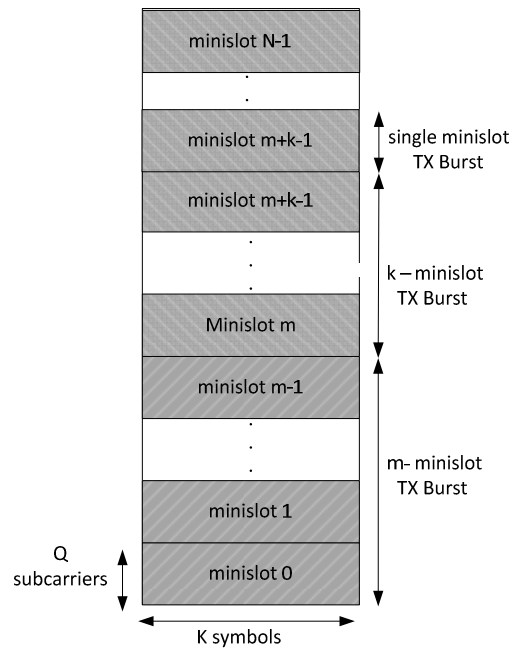 minislot N-1
minislot m+k-1
single minislot
TX Burst
minislot m+k-1
k – minislot
TX Burst
Minislot m
minislot m-1
m- minislot
TX Burst
minislot 1
Q
subcarriers
minislot 0
K symbols